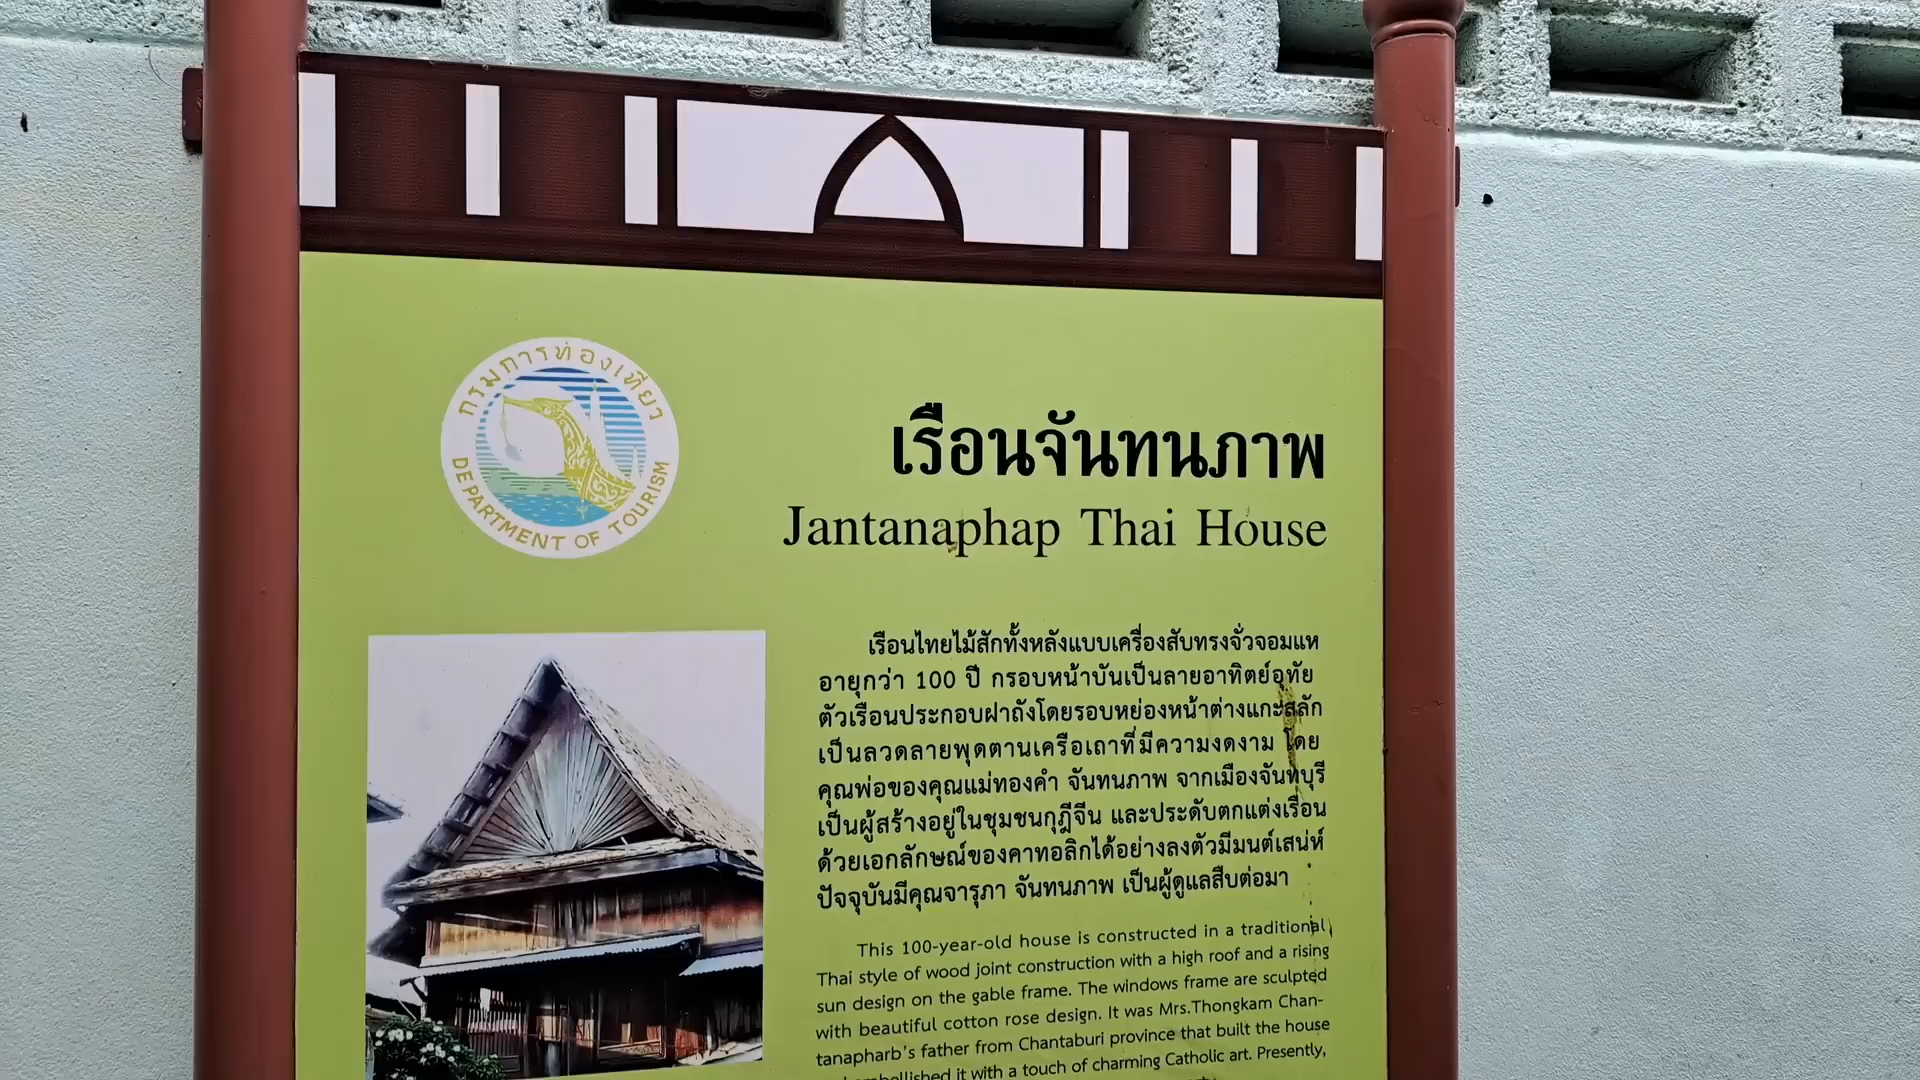 กรมการท่องเที่ยว
DEPARTMENT OF TOURISM
เรือนจันทนภาพ
Jantanaphap Thai House
เรือนไทยไม้สักทั้งหลังแบบเครื่องสับทรงจั่วจอมแห
อายุกว่า 100 ปี กรอบหน้าบันเป็นลายอาทิตย์อุทัย
ตัวเรือนประกอบฝาถังโดยรอบหย่องหน้าต่างแกะสลัก
เป็นลวดลายพุดตานเครือเถาที่มีความงดงาม โดย
คุณพ่อของคุณแม่ทองคำ จันทนภาพ จากเมืองจันทบุรี
เป็นผู้สร้างอยู่ในชุมชนกุฎีจีน และประดับตกแต่งเรือน
ด้วยเอกลักษณ์ของคาทอลิกได้อย่างลงตัวมีมนต์เสน่ห์
ปัจจุบันมีคุณจารุภา จันทนภาพ เป็นผู้ดูแลสืบต่อมา
This 100-year-old house is constructed in a traditional
Thai style of wood joint construction with a high roof and a rising
sun design on the gable frame. The windows frame are sculpted
with beautiful cotton rose design. It was Mrs.Thongkam Chan-
tanapharb's father from Chantaburi province that built the house
embellished it with a touch of charming Catholic art. Presently,